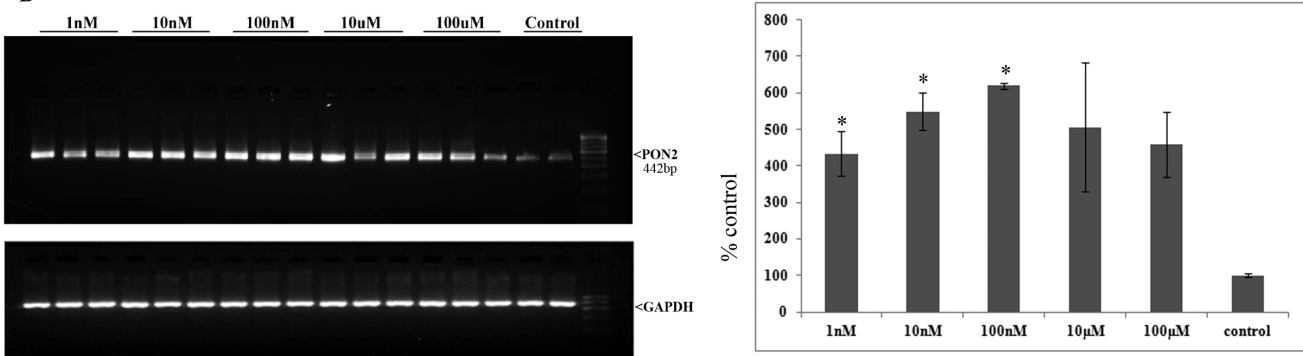 1nM 10nM 100nM 10uM 100uM Control
<PON2
442bp
<GAPDH
% control
800
700
600
500
400
300
200
100
0
* * *
1nM 10nM 100nM 10µM 100µM control